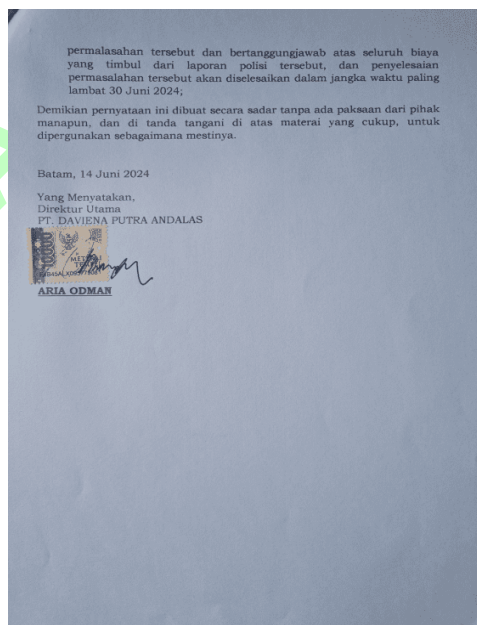 permalasahan tersebut dan bertanggungjawab atas seluruh biaya
yang timbul dari laporan polisi tersebut, dan penyelesaian
permasalahan tersebut akan diselesaikan dalam jangka waktu paling
lambat 30 Juni 2024;
Demikian pernyataan ini dibuat secara sadar tanpa ada paksaan dari pihak
manapun, dan di tanda tangani di atas materai yang cukup, untuk
dipergunakan sebagaimana mestinya.
Batam, 14 Juni 2024
Yang Menyatakan,
Direktur Utama
PT. DAVIENA PUTRA ANDALAS
10000
ARIA ODMAN